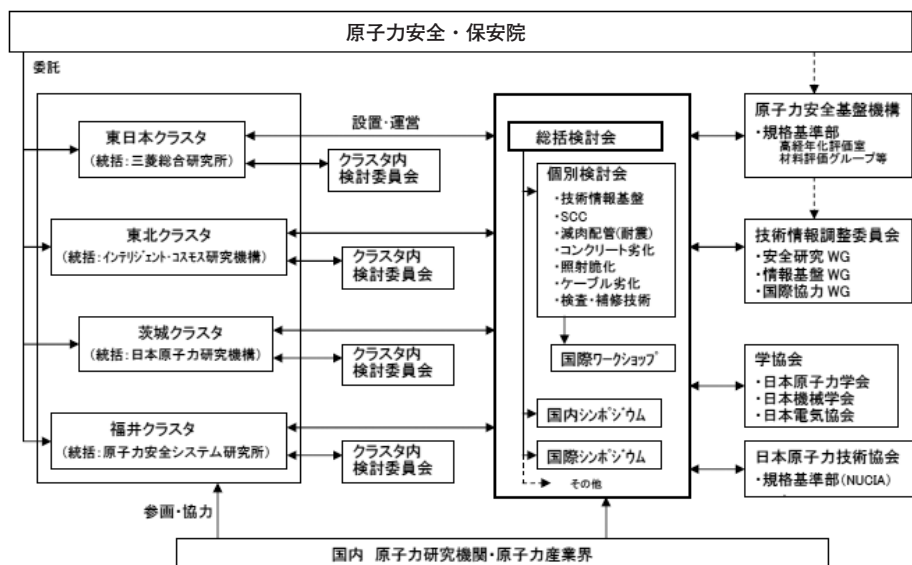 原子力安全・保安院
委託
東日本クラスタ
(統括:三菱総合研究所)
設置・運営
クラスタ内
検討委員会
東北クラスタ
(統括:インテリジェント・コスモス研究機構)
クラスタ内
検討委員会
茨城クラスタ
(統括:日本原子力研究機構)
クラスタ内
検討委員会
福井クラスタ
(統括:原子力安全システム研究所)
クラスタ内
検討委員会
参画・協力
総括検討会
個別検討会
・技術情報基盤
・SCC
・減肉配管(耐震)
・コンクリート劣化
・照射脆化
・ケーブル劣化
・検査・補修技術
国際ワークショップ
国内シンポジウム
国際シンポジウム
その他
原子力安全基盤機構
・規格基準部
高経年化評価室
材料評価グループ等
技術情報調整委員会
・安全研究 WG
・情報基盤 WG
・国際協力 WG
学協会
・日本原子力学会
・日本機械学会
・日本電気協会
日本原子力技術協会
・規格基準部(NUCIA)
国内 原子力研究機関・原子力産業界